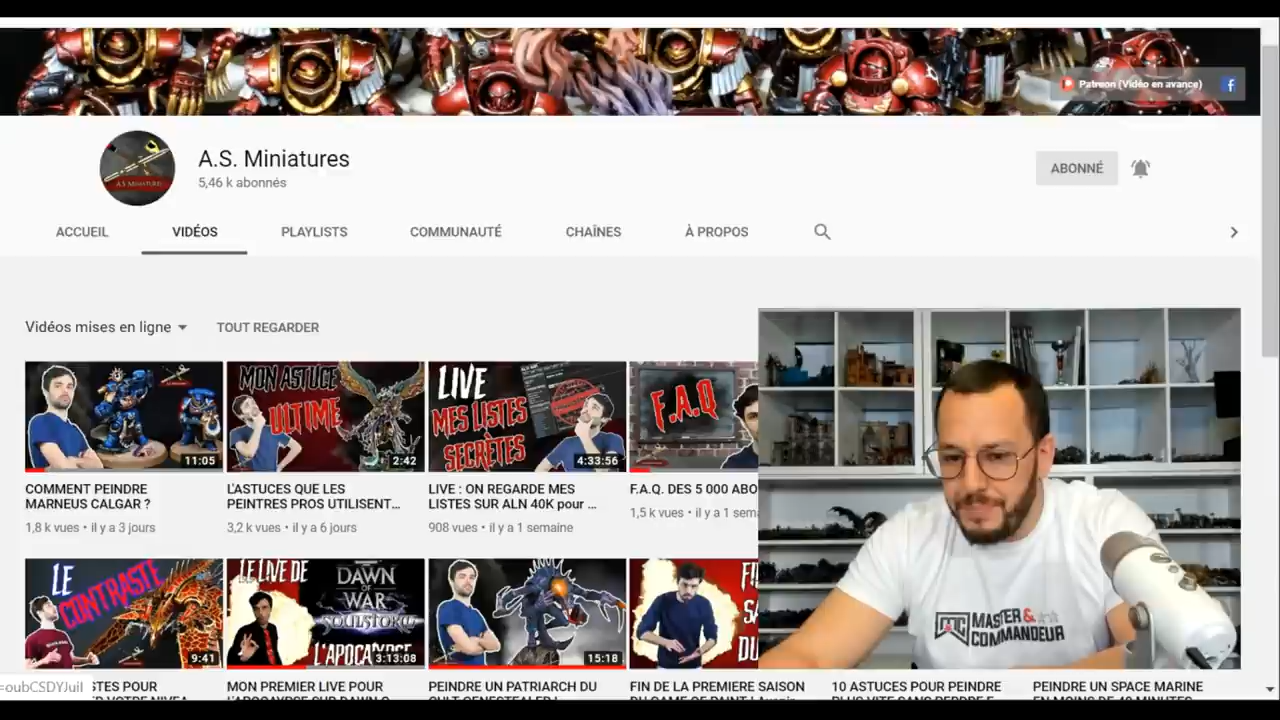 Patreon (Vidéo en avance)
A.S. Miniatures
5,46 k abonnés
ABONNÉ
ACCUEIL VIDÉOS PLAYLISTS COMMUNAUTÉ CHAÎNES À PROPOS
Vidéos mises en ligne TOUT REGARDER
11:05
MON ASTUCE
ULTIME
2:42
LIVE
MES LISTES
SECRÈTES
4:33:56
F.A.Q
COMMENT PEINDRE
MARNEUS CALGAR ?
1,8 k vues • il y a 3 jours
L'ASTUCES QUE LES
PEINTRES PROS UTILISENT...
3,2 k vues • il y a 6 jours
LIVE : ON REGARDE MES
LISTES SUR ALN 40K pour ...
908 vues • il y a 1 semaine
F.A.Q. DES 5 000 ABO
1,5 k vues • il y a 1 sema
LE
CONTRASTE
9:41
LE LIVE DE
DAWN
OF
WAR
SOULSTORM
L'APOCA
3:13:08
15:18
MASTER &
COMMANDEUR
STES POUR
MON PREMIER LIVE POUR
PEINDRE UN PATRIARCH DU
FIN DE LA PREMIERE SAISON
10 ASTUCES POUR PEINDRE
PEINDRE UN SPACE MARINE
=oubCSDYJuiI